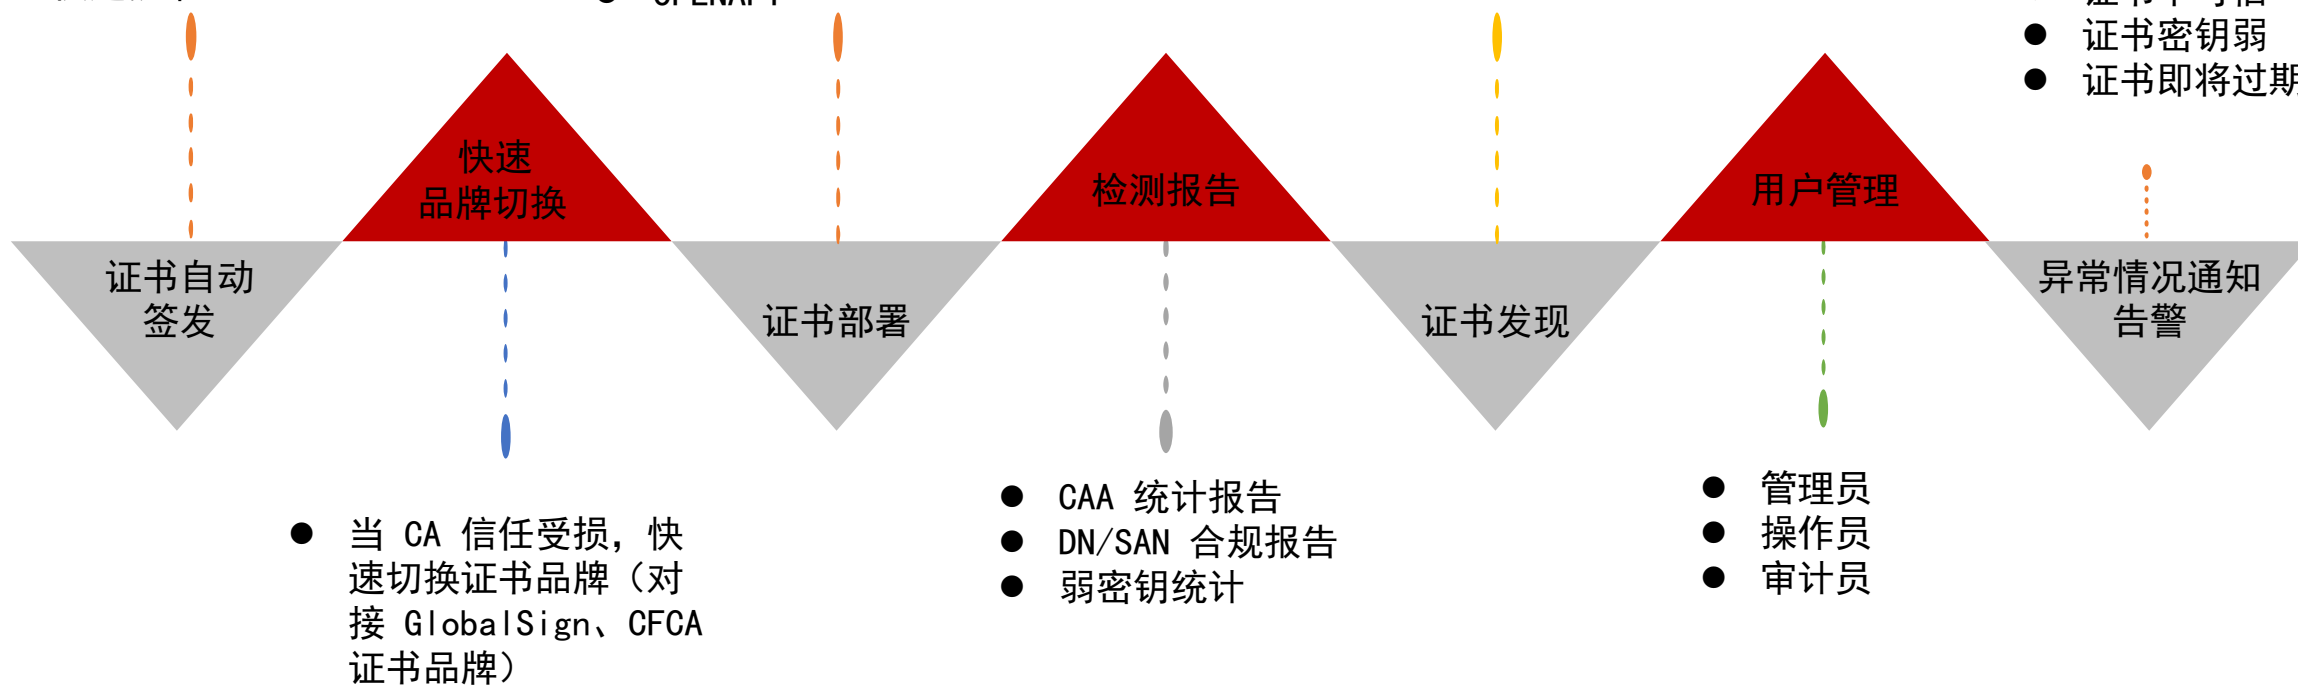 ● 证书密钥弱
● 证书即将过期
快速
品牌切换
检测报告
用户管理
证书自动
签发
证书部署
证书发现
异常情况通知
告警
● 当 CA 信任受损，快
速切换证书品牌（对
接 GlobalSign、CFCA
证书品牌）
● CAA 统计报告
● DN/SAN 合规报告
● 弱密钥统计
● 管理员
● 操作员
● 审计员